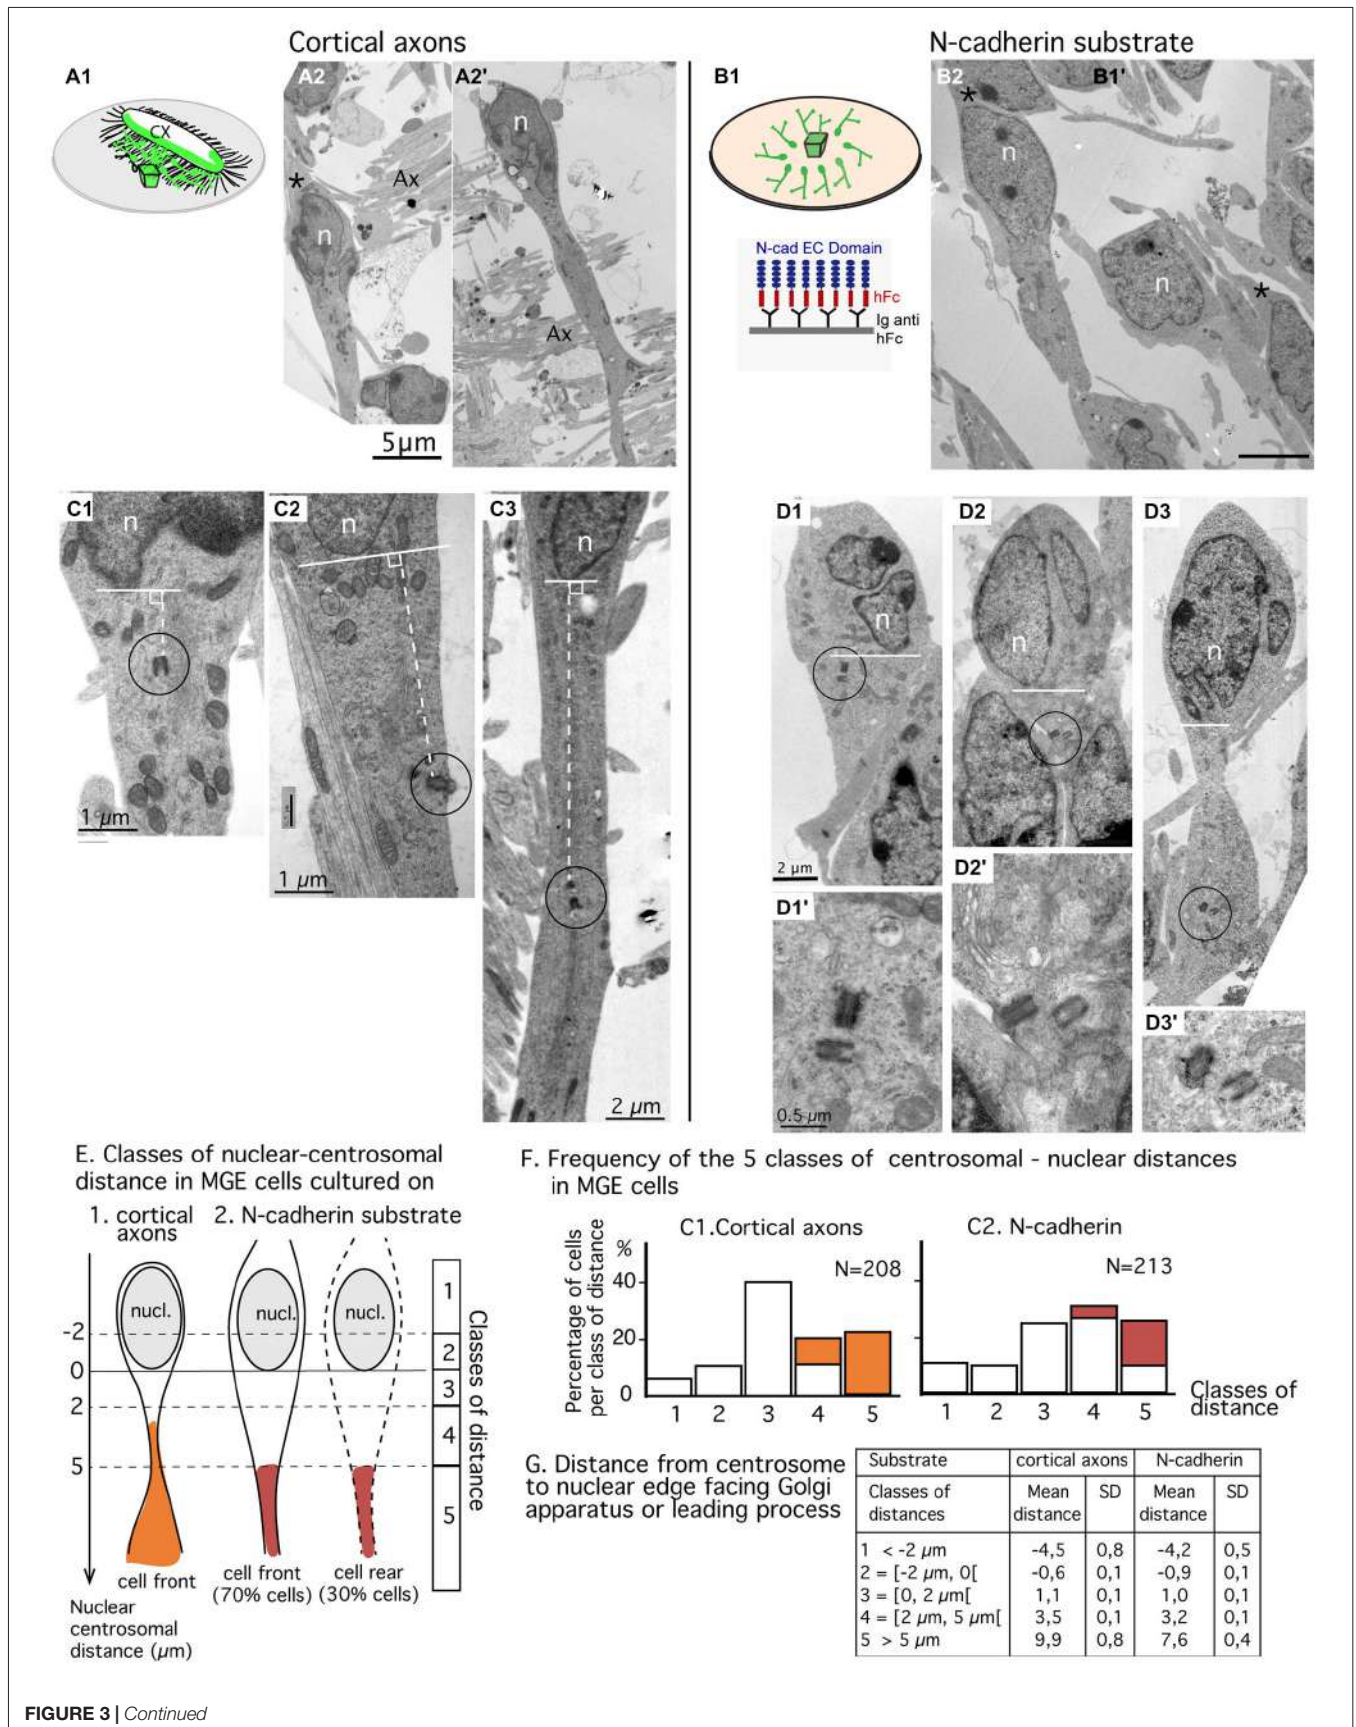 Cortical axons
N-cadherin substrate
A1
CX
A2
n
Ax
*
5µm
A2'
n
Ax
B1
N-cad EC Domain
hFc
Ig anti
hFc
B2
B1'
*
n
n
*
C1
n
1 µm
C2
n
1 µm
C3
n
2 µm
D1
n
2 µm
D1'
0.5 µm
D2
n
D2'
D3
n
D3'
E. Classes of nuclear-centrosomal
distance in MGE cells cultured on
1. cortical
axons
2. N-cadherin substrate
nucl.
nucl.
nucl.
-2
0
2
5
1
2
3
4
5
Classes of distance
cell front
cell front
(70% cells)
cell rear
(30% cells)
Nuclear
centrosomal
distance (µm)
F. Frequency of the 5 classes of centrosomal - nuclear distances
in MGE cells
Percentage of cells
per class of distance
%
40
20
0
C1.Cortical axons
N=208
1 2 3 4 5
C2. N-cadherin
N=213
1 2 3 4 5
Classes of
distance
G. Distance from centrosome
to nuclear edge facing Golgi
apparatus or leading process
Substrate cortical axons N-cadherin
Classes of distances Mean distance SD Mean distance SD
1 < -2 µm -4,5 0,8 -4,2 0,5
2 = [-2 µm, 0[ -0,6 0,1 -0,9 0,1
3 = [0, 2 µm[ 1,1 0,1 1,0 0,1
4 = [2 µm, 5 µm[ 3,5 0,1 3,2 0,1
5 > 5 µm 9,9 0,8 7,6 0,4
FIGURE 3 | Continued